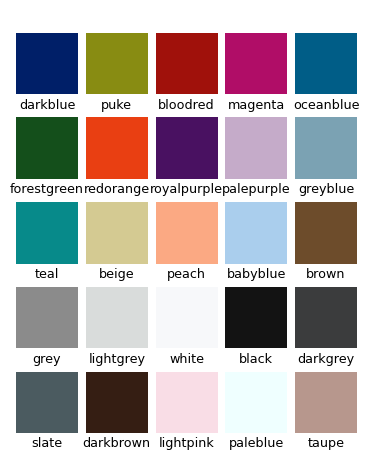 darkblue puke bloodred magenta oceanblue
forestgreen redorange royalpurple palepurple greyblue
teal beige peach babyblue brown
grey lightgrey white black darkgrey
slate darkbrown lightpink paleblue taupe